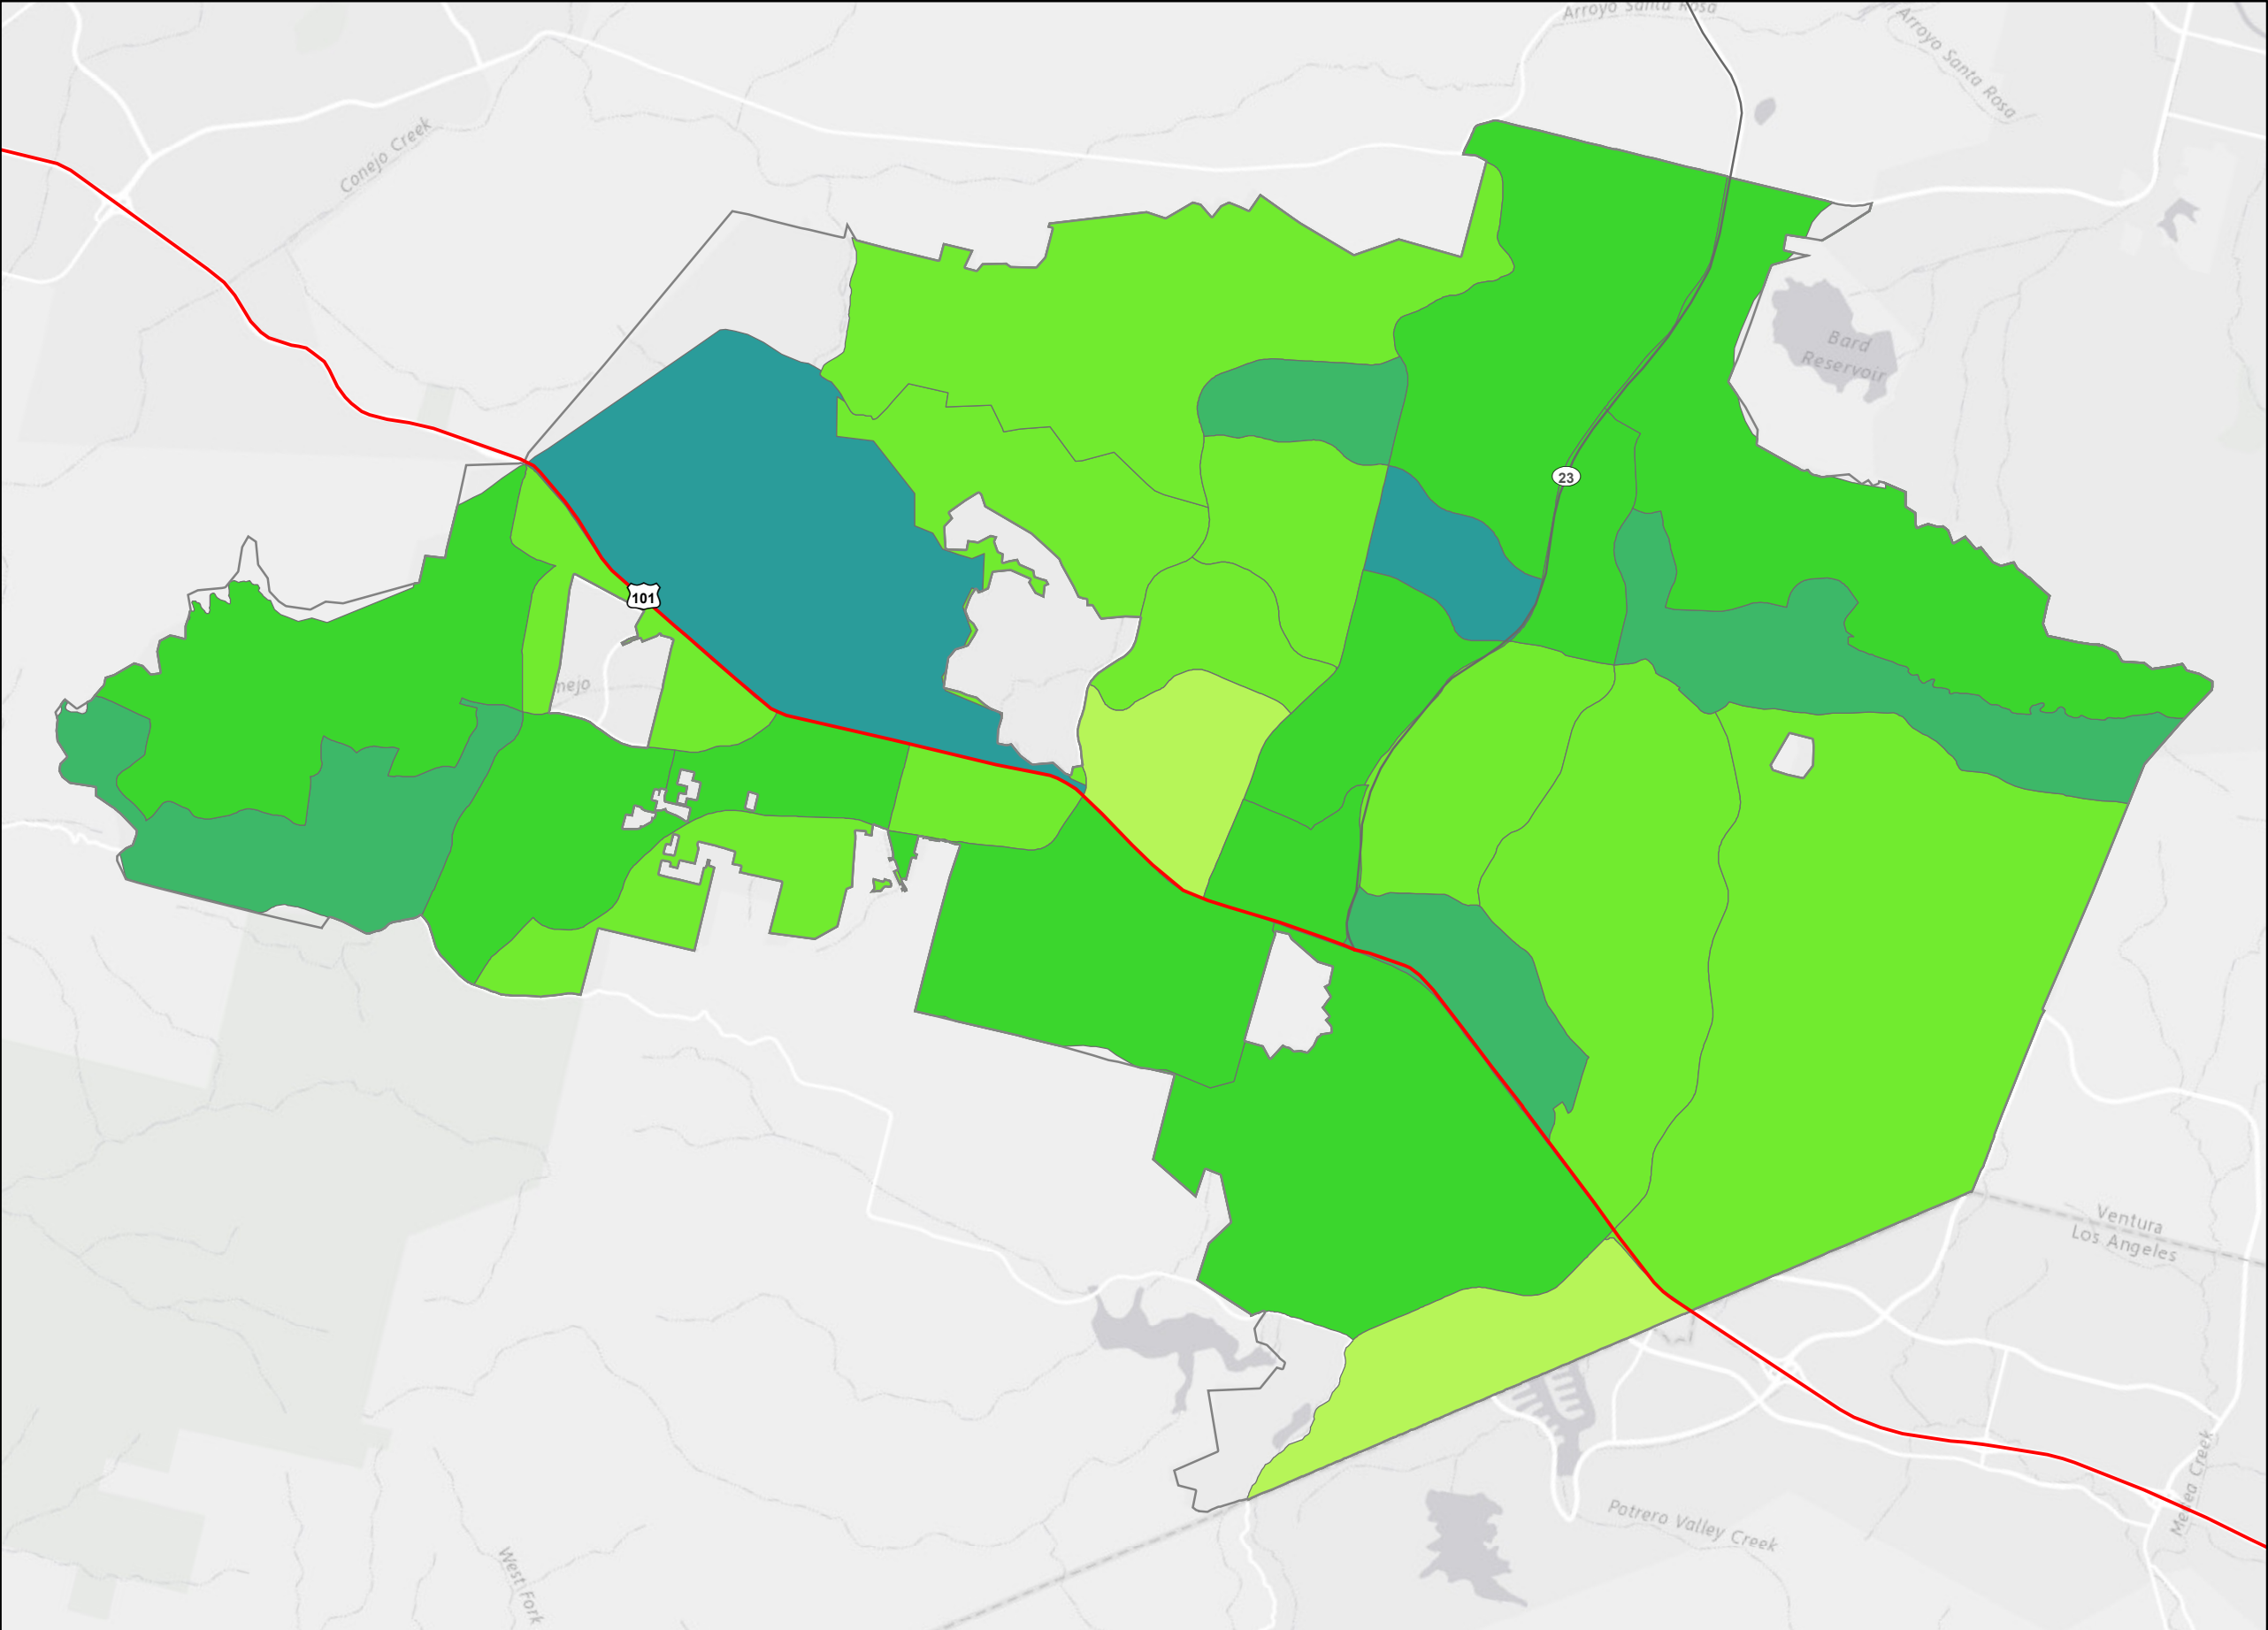 Arroyo Santa Rosa
Arroyo Santa Rosa
Conejo Creek
Bard
Reservoir
23
101
nejo
Ventura
Los Angeles
Potrero Valley Creek
West Fork
Creek